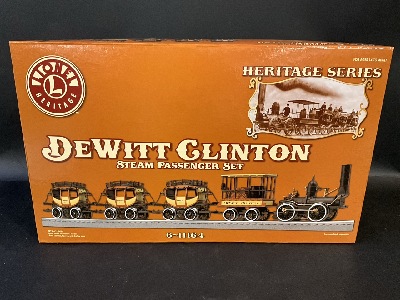 LIONEL
L
HERITAGE
HERITAGE SERIES
DEWITT CLINTON
STEAM PASSENGER SET
6-11164